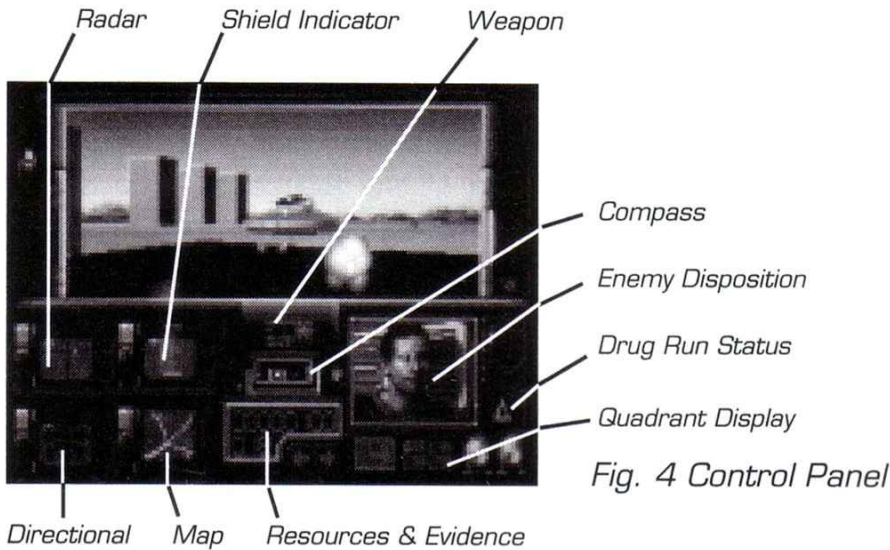 Radar
Shield Indicator
Weapon
Compass
Enemy Disposition
Drug Run Status
Quadrant Display
Fig. 4 Control Panel
Directional
Map
Resources & Evidence